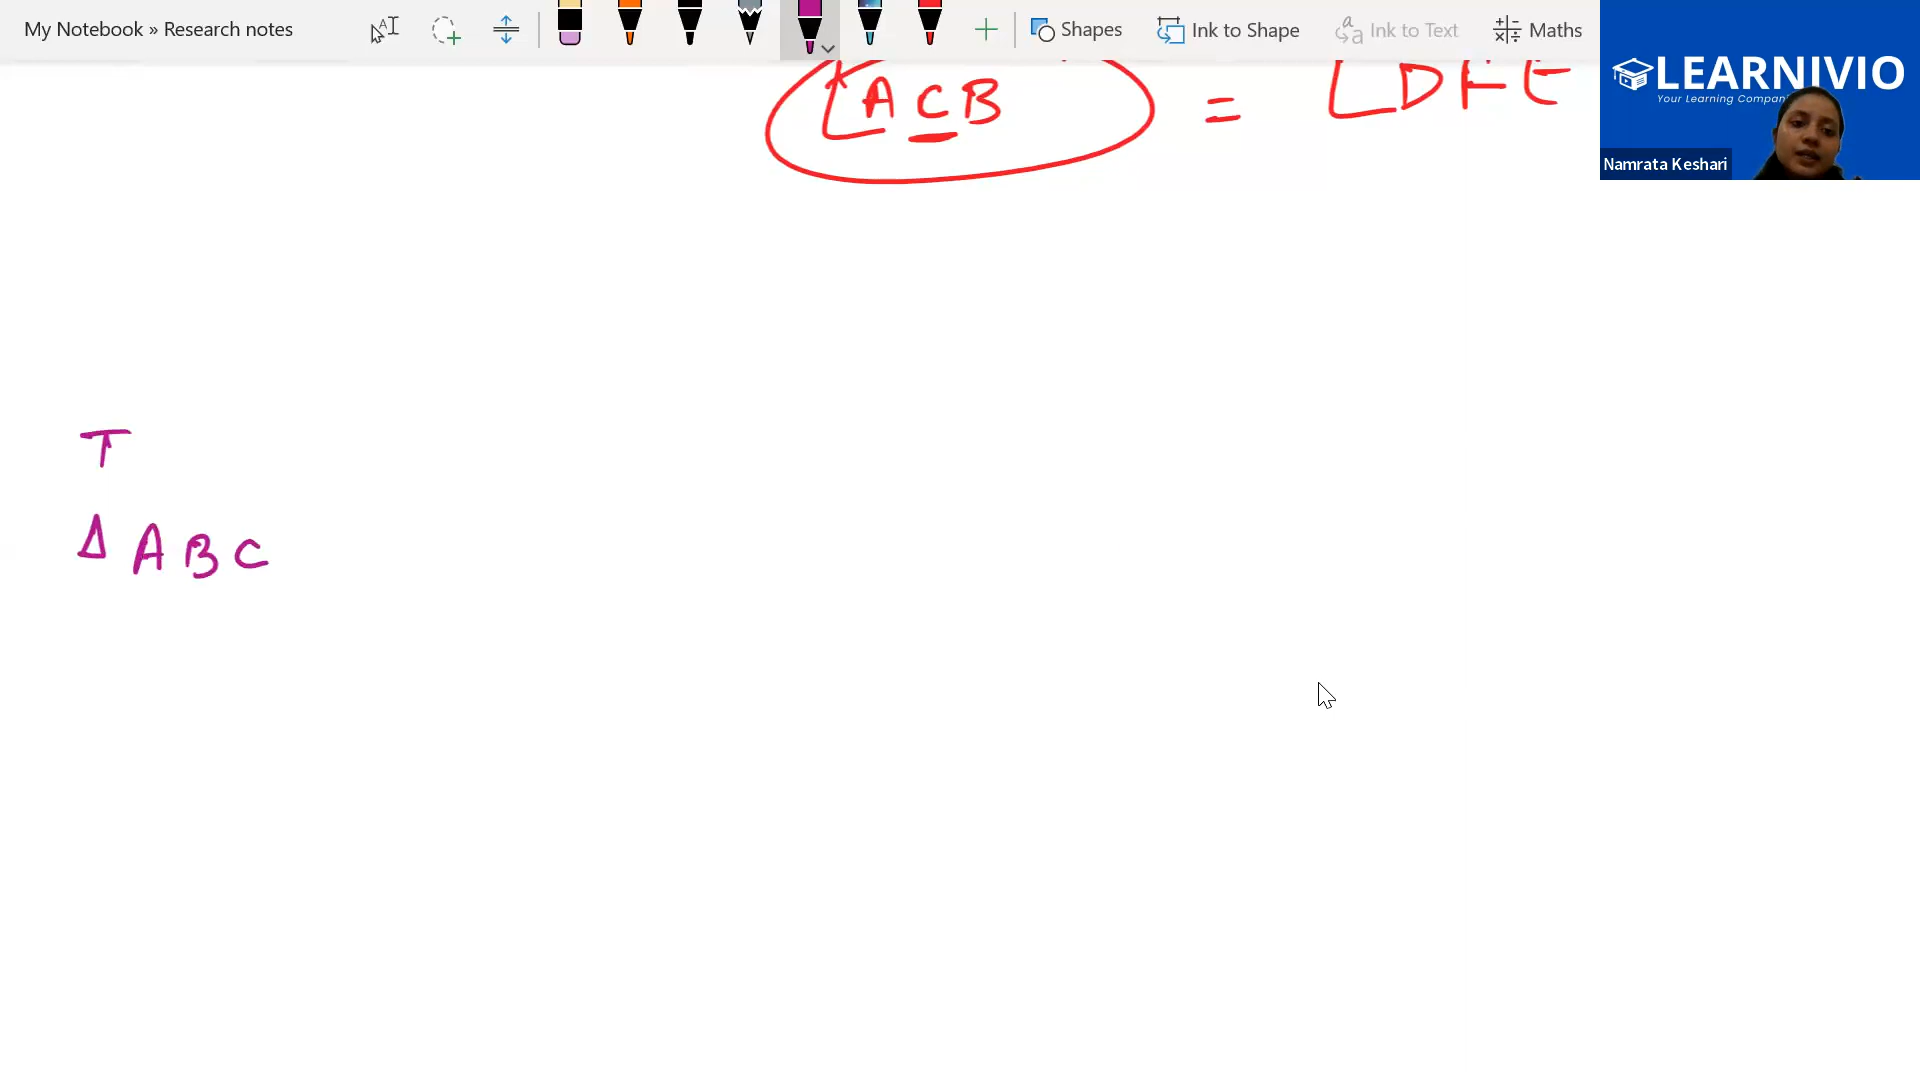 My Notebook » Research notes
Shapes
Ink to Shape
Ink to Text
Maths
LEARNIVIO
Your Learning Compan
Namrata Keshari
∠ACB = ∠DFE
T
Δ ABC